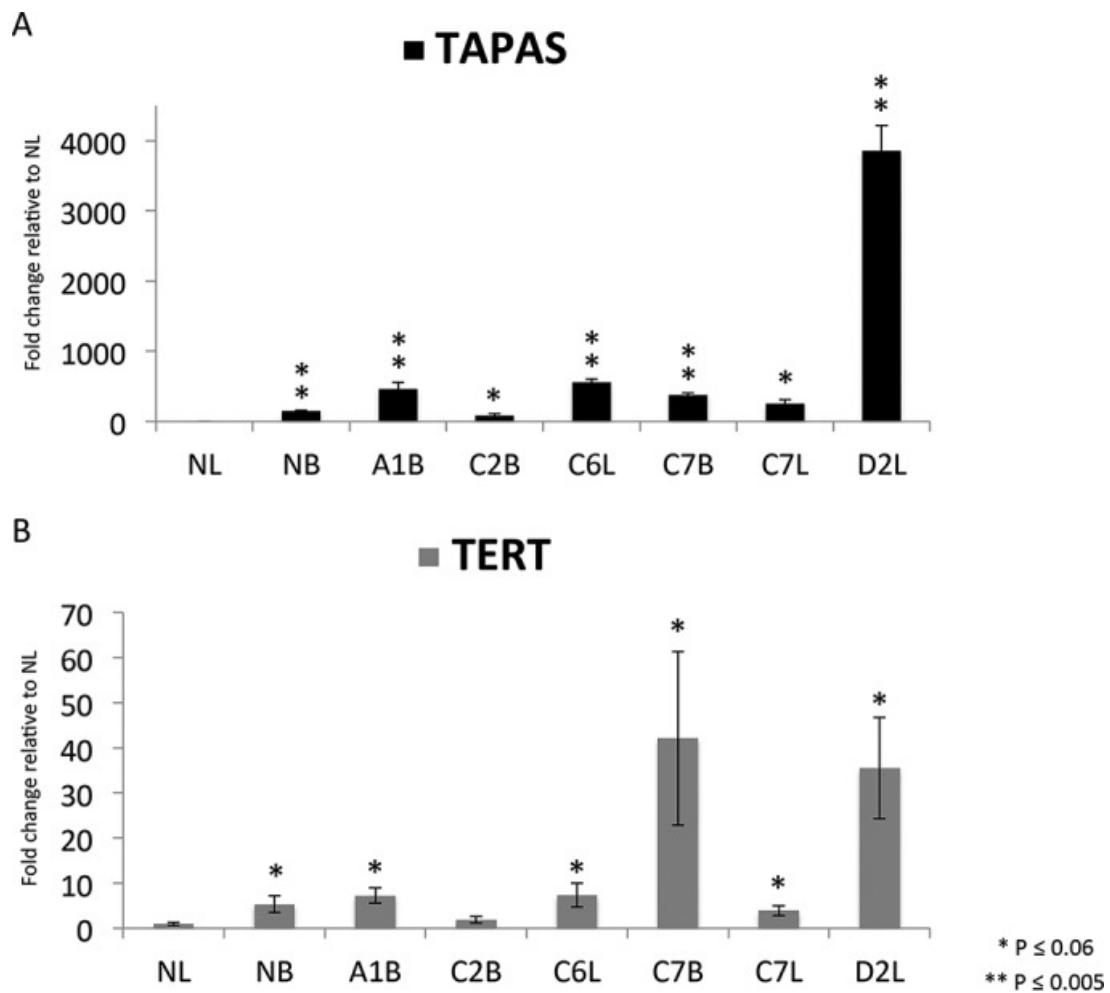 A
TAPAS
Fold change relative to NL
4000
3000
2000
1000
0
* * * * * * * * * * * *
NL NB A1B C2B C6L C7B C7L D2L
B
TERT
Fold change relative to NL
70
60
50
40
30
20
10
0
* * * * * *
NL NB A1B C2B C6L C7B C7L D2L
* P ≤ 0.06
** P ≤ 0.005